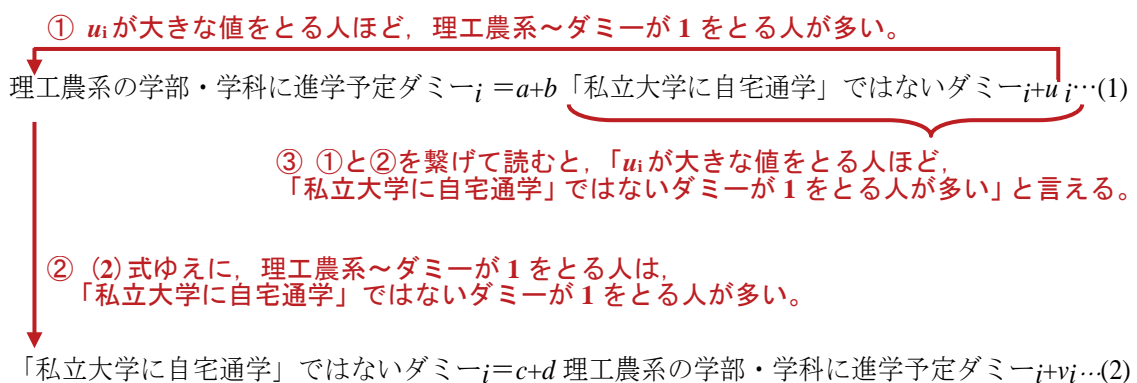 ① uiが大きな値をとる人ほど，理工農系～ダミーが1をとる人が多い。
理工農系の学部・学科に進学予定ダミーi＝a+b「私立大学に自宅通学」ではないダミーi+u i…(1)
③ ①と②を繋げて読むと，「uiが大きな値をとる人ほど，
「私立大学に自宅通学」ではないダミーが1をとる人が多い」と言える。
② (2)式ゆえに，理工農系～ダミーが1をとる人は，
「私立大学に自宅通学」ではないダミーが1をとる人が多い。
「私立大学に自宅通学」ではないダミーi＝c+d 理工農系の学部・学科に進学予定ダミーi+vi…(2)